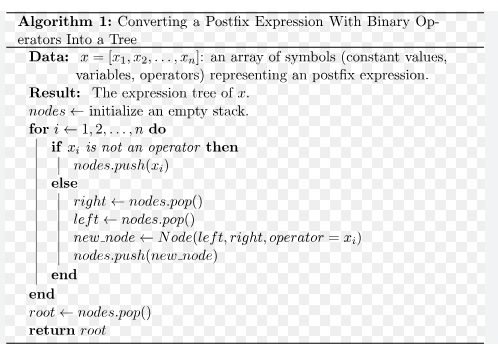 Algorithm 1: Converting a Postfix Expression With Binary Op-
erators Into a Tree
Data: x = [x₁, x₂, . . . , xₙ]: an array of symbols (constant values,
variables, operators) representing an postfix expression.
Result: The expression tree of x.
nodes ← initialize an empty stack.
for i ← 1, 2, . . . , n do
if xᵢ is not an operator then
nodes.push(xᵢ)
else
right ← nodes.pop()
left ← nodes.pop()
new_node ← Node(left, right, operator = xᵢ)
nodes.push(new_node)
end
end
root ← nodes.pop()
return root